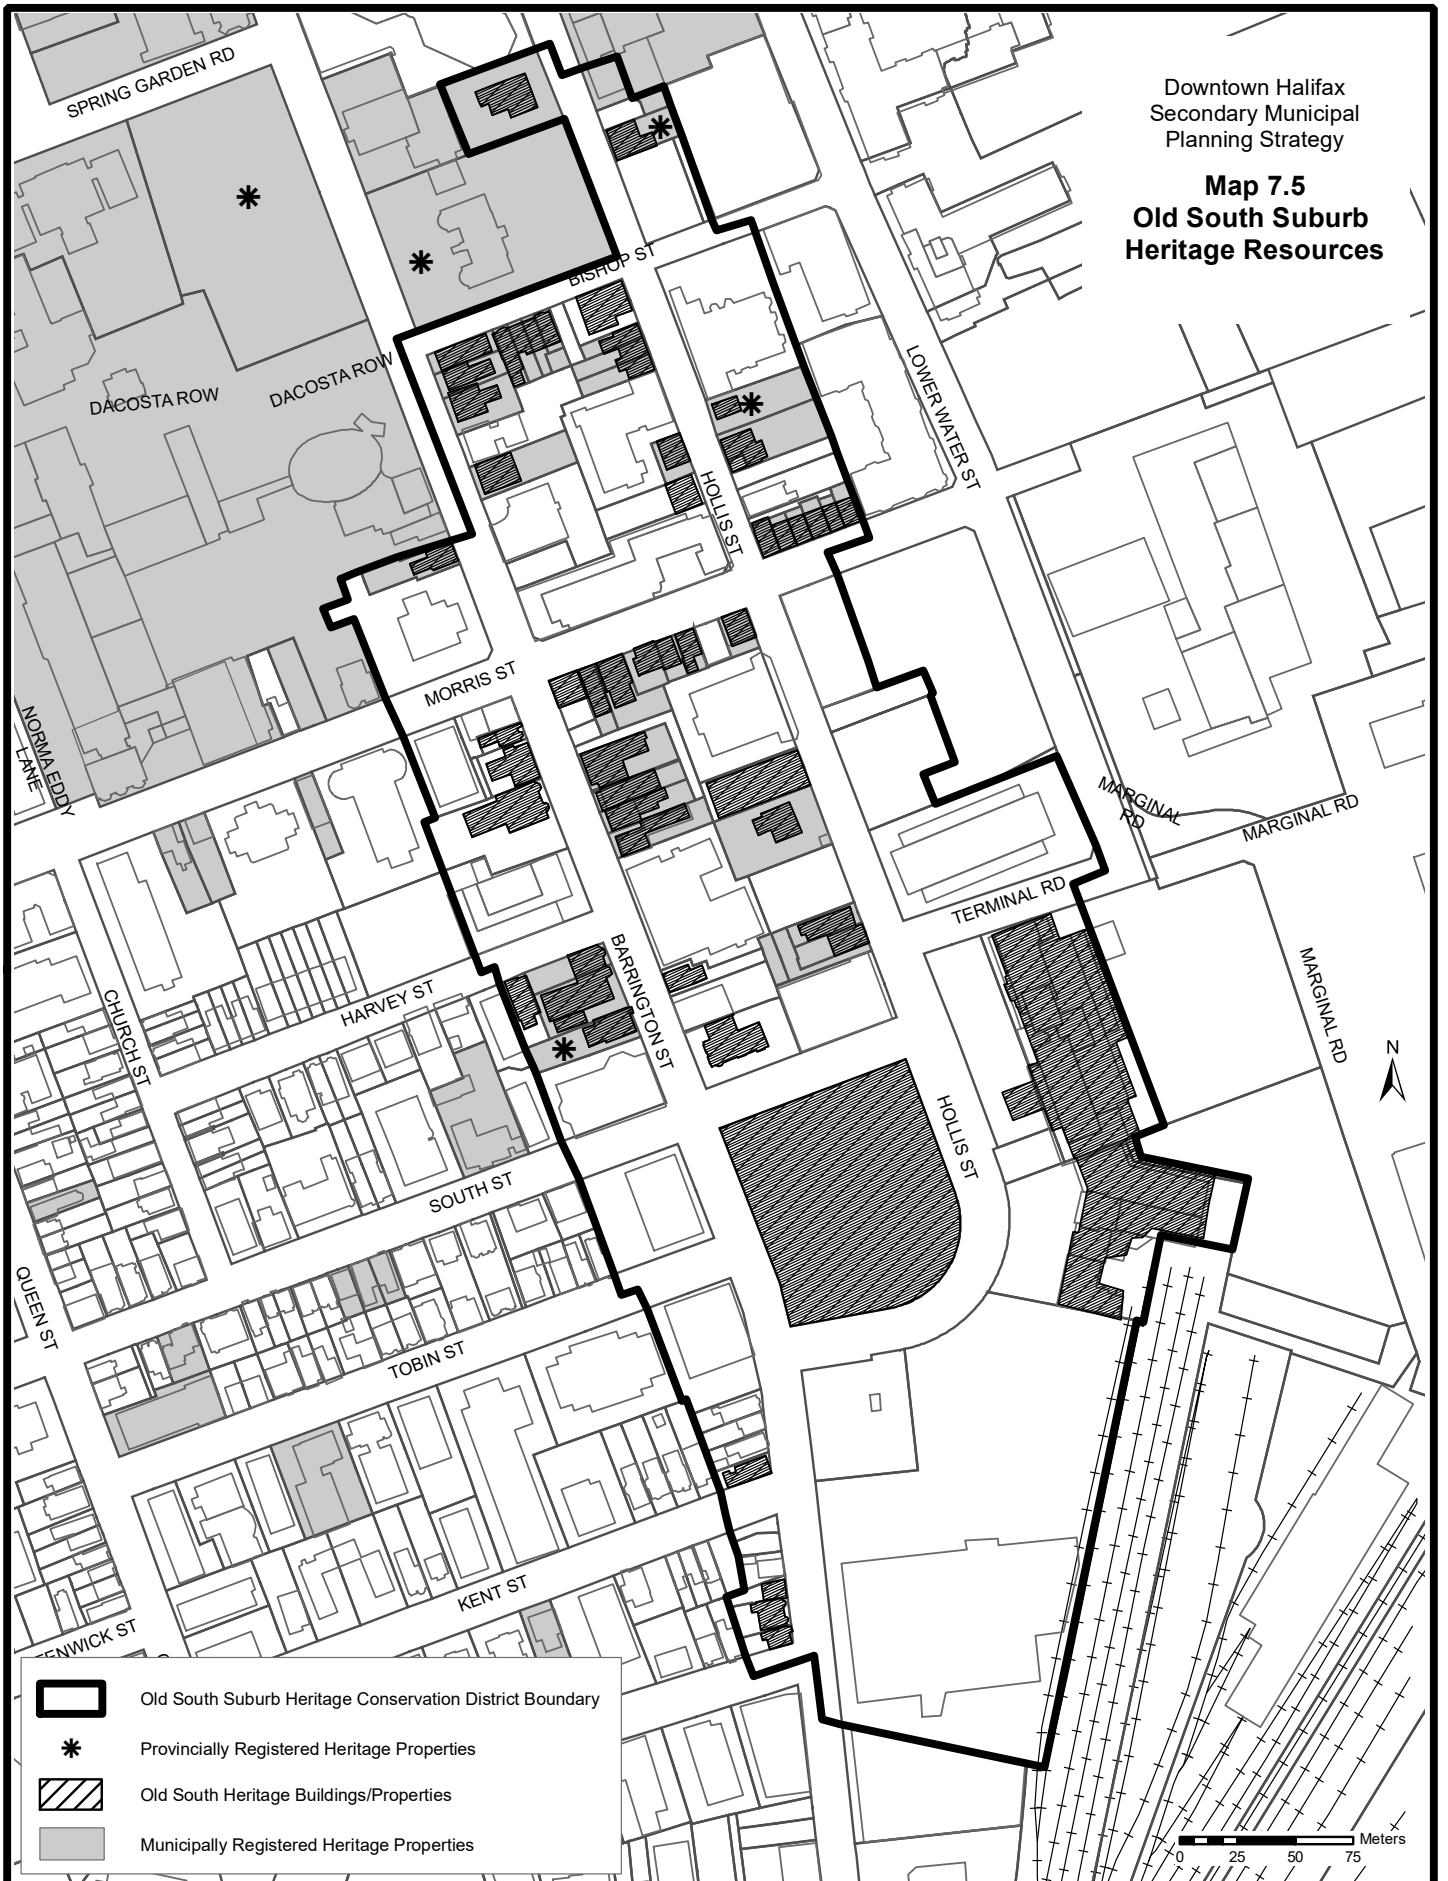 Downtown Halifax
Secondary Municipal
Planning Strategy
Map 7.5
Old South Suburb
Heritage Resources
SPRING GARDEN RD
BISHOP ST
DACOSTA ROW
DACOSTA ROW
LOWER WATER ST
HOLLIS ST
MORRIS ST
NORMA EDDY
LANE
MARGINAL
RD
MARGINAL RD
TERMINAL RD
BARRINGTON ST
MARGINAL RD
CHURCH ST
HARVEY ST
N
HOLLIS ST
SOUTH ST
QUEEN ST
TOBIN ST
KENT ST
ENWICK ST
Old South Suburb Heritage Conservation District Boundary
Provincially Registered Heritage Properties
Old South Heritage Buildings/Properties
Municipally Registered Heritage Properties
Meters
0 25 50 75